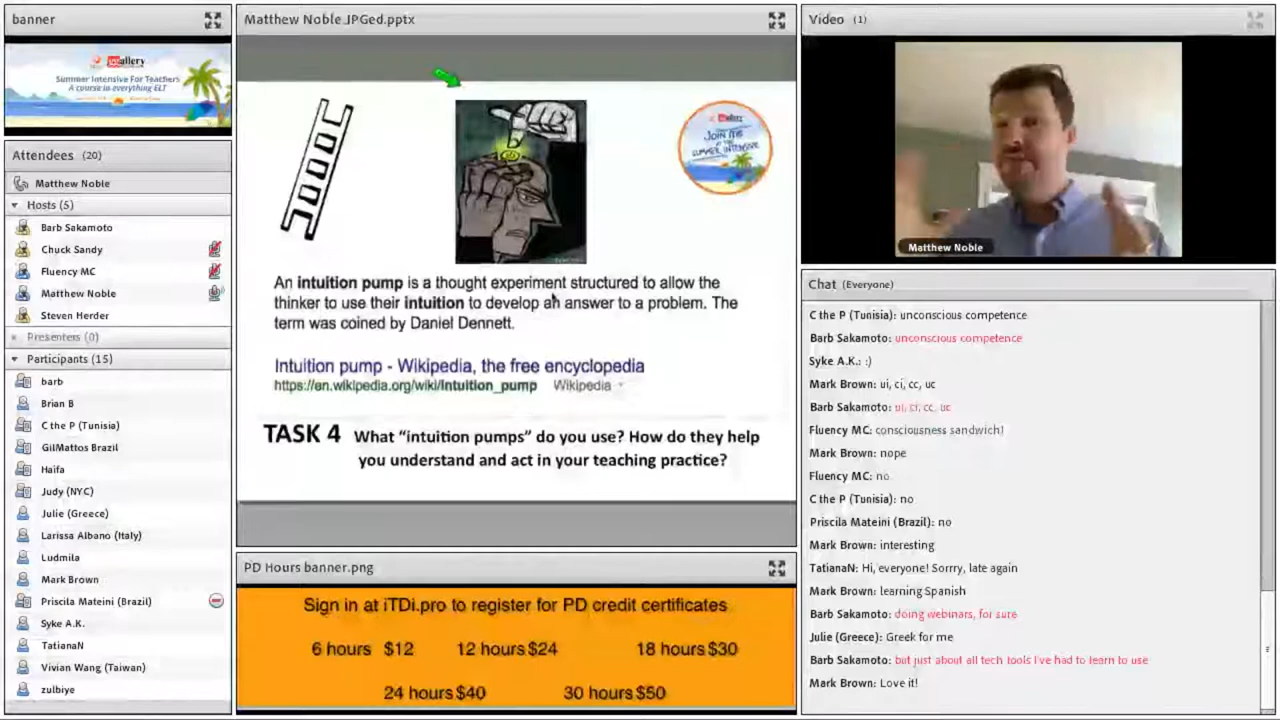 banner
Summer Intensive For Teachers
A course in everything ELT
Attendees (20)
Matthew Noble
Hosts (5)
Barb Sakamoto
Chuck Sandy
Fluency MC
Matthew Noble
Steven Herder
Presenters (0)
Participants (15)
barb
Brian B
C the P (Tunisia)
GilMattos Brazil
Haifa
Judy (NYC)
Julie (Greece)
Larissa Albano (Italy)
Ludmila
Mark Brown
Priscila Mateini (Brazil)
Syke A.K.
TatianaN
Vivian Wang (Taiwan)
zulbiye
Matthew Noble.JPGed.pptx
JOIN ME
AT THE
SUMMER INTENSIVE
An intuition pump is a thought experiment structured to allow the
thinker to use their intuition to develop an answer to a problem. The
term was coined by Daniel Dennett.
Intuition pump - Wikipedia, the free encyclopedia
https://en.wikipedia.org/wiki/Intuition_pump Wikipedia
TASK 4 What “intuition pumps” do you use? How do they help
you understand and act in your teaching practice?
PD Hours banner.png
Sign in at iTDi.pro to register for PD credit certificates
6 hours $12 12 hours $24 18 hours $30
24 hours $40 30 hours $50
Video (1)
Matthew Noble
Chat (Everyone)
C the P (Tunisia): unconscious competence
Barb Sakamoto: unconscious competence
Syke A.K.: :)
Mark Brown: ui, ci, cc, uc
Barb Sakamoto: ui, ci, cc, uc
Fluency MC: consciousness sandwich!
Mark Brown: nope
Fluency MC: no
C the P (Tunisia): no
Priscila Mateini (Brazil): no
Mark Brown: interesting
TatianaN: Hi, everyone! Sorrry, late again
Mark Brown: learning Spanish
Barb Sakamoto: doing webinars, for sure
Julie (Greece): Greek for me
Barb Sakamoto: but just about all tech tools I've had to learn to use
Mark Brown: Love it!